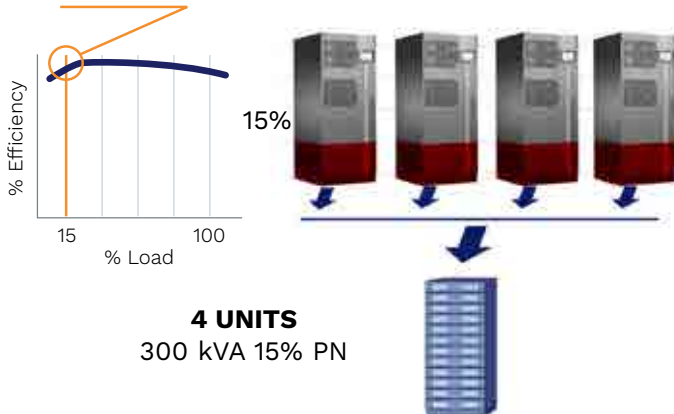 % Efficiency
15
100
% Load
15%
4 UNITS
300 kVA 15% PN